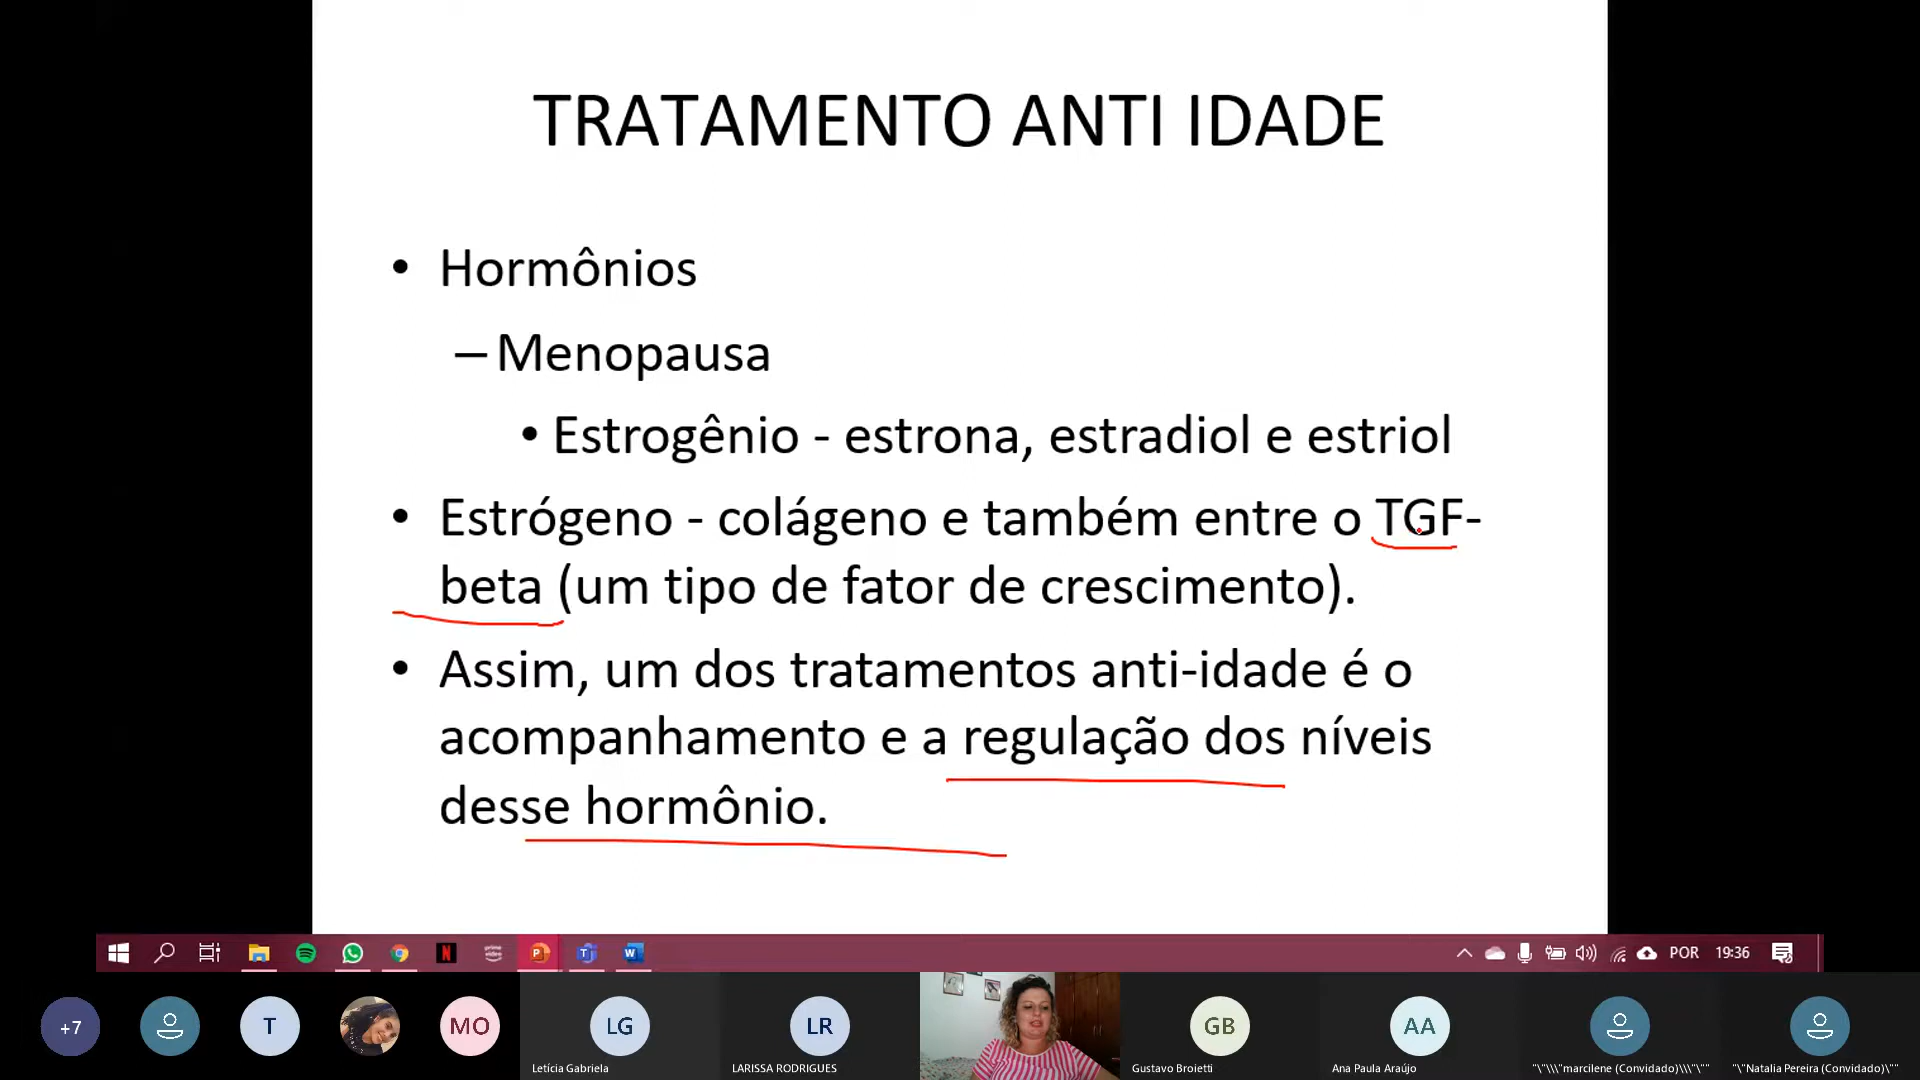 TRATAMENTO ANTI IDADE
• Hormônios
– Menopausa
• Estrogênio - estrona, estradiol e estriol
• Estrógeno - colágeno e também entre o TGF-
beta (um tipo de fator de crescimento).
• Assim, um dos tratamentos anti-idade é o
acompanhamento e a regulação dos níveis
desse hormônio.
N
prime video
P
T
W
POR
19:36
+7
T
MO
LG
LR
GB
AA
Letícia Gabriela
LARISSA RODRIGUES
Gustavo Broietti
Ana Paula Araújo
"\"\\\"marcilene (Convidado)\\\"\""
"\"Natalia Pereira (Convidado)\""